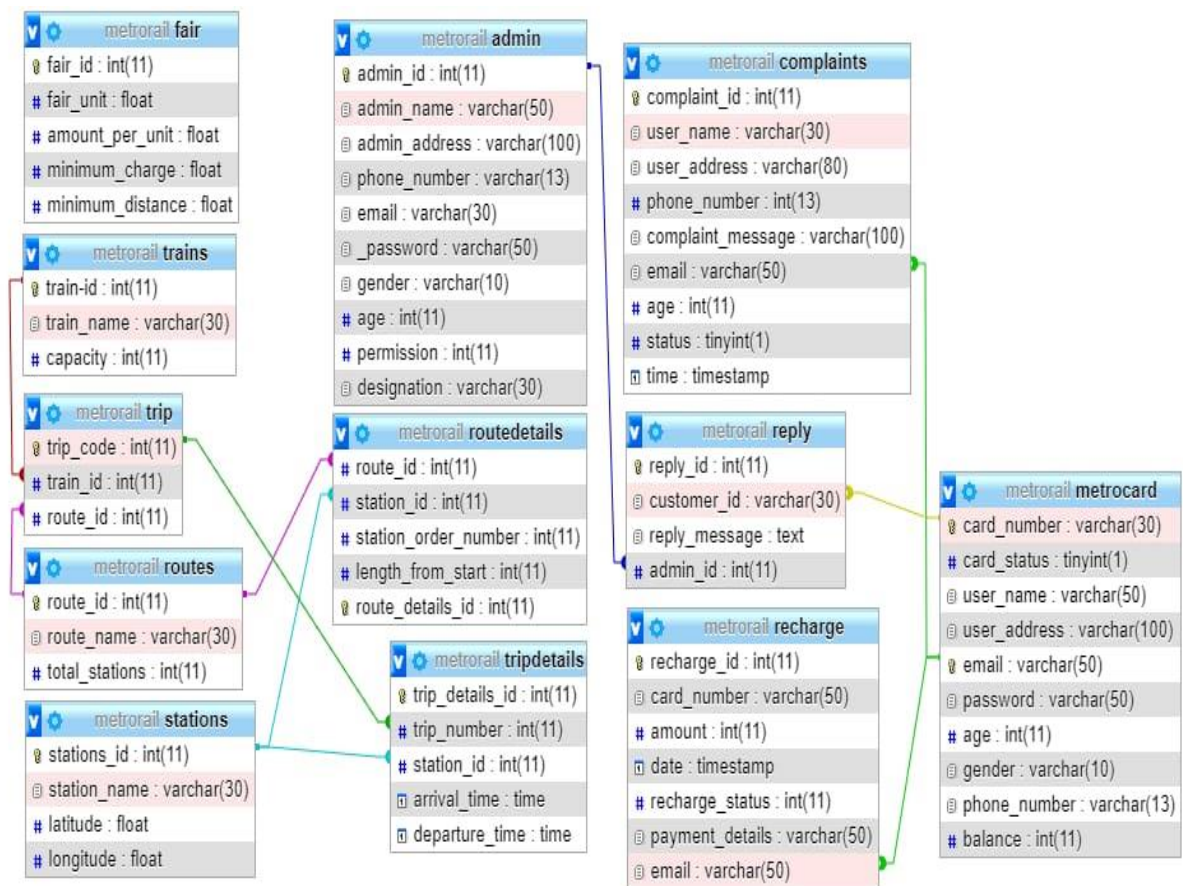 metrorail fair
fair_id : int(11)
# fair_unit : float
# amount_per_unit : float
# minimum_charge : float
# minimum_distance : float
metrorail trains
train-id : int(11)
train_name : varchar(30)
# capacity : int(11)
metrorail trip
trip_code : int(11)
# train_id : int(11)
# route_id : int(11)
metrorail routes
route_id : int(11)
route_name : varchar(30)
# total_stations : int(11)
metrorail stations
stations_id : int(11)
station_name : varchar(30)
# latitude : float
# longitude : float
metrorail admin
admin_id : int(11)
admin_name : varchar(50)
admin_address : varchar(100)
phone_number : varchar(13)
email : varchar(30)
_password : varchar(50)
gender : varchar(10)
# age : int(11)
# permission : int(11)
designation : varchar(30)
metrorail routedetails
# route_id : int(11)
# station_id : int(11)
# station_order_number : int(11)
# length_from_start : int(11)
route_details_id : int(11)
metrorail tripdetails
trip_details_id : int(11)
# trip_number : int(11)
# station_id : int(11)
arrival_time : time
departure_time : time
metrorail complaints
complaint_id : int(11)
user_name : varchar(30)
user_address : varchar(80)
# phone_number : int(13)
complaint_message : varchar(100)
email : varchar(50)
# age : int(11)
# status : tinyint(1)
time : timestamp
metrorail reply
reply_id : int(11)
customer_id : varchar(30)
reply_message : text
# admin_id : int(11)
metrorail recharge
recharge_id : int(11)
card_number : varchar(50)
# amount : int(11)
date : timestamp
# recharge_status : int(11)
payment_details : varchar(50)
email : varchar(50)
metrorail metrocard
card_number : varchar(30)
# card_status : tinyint(1)
user_name : varchar(50)
user_address : varchar(100)
email : varchar(50)
password : varchar(50)
# age : int(11)
gender : varchar(10)
phone_number : varchar(13)
# balance : int(11)